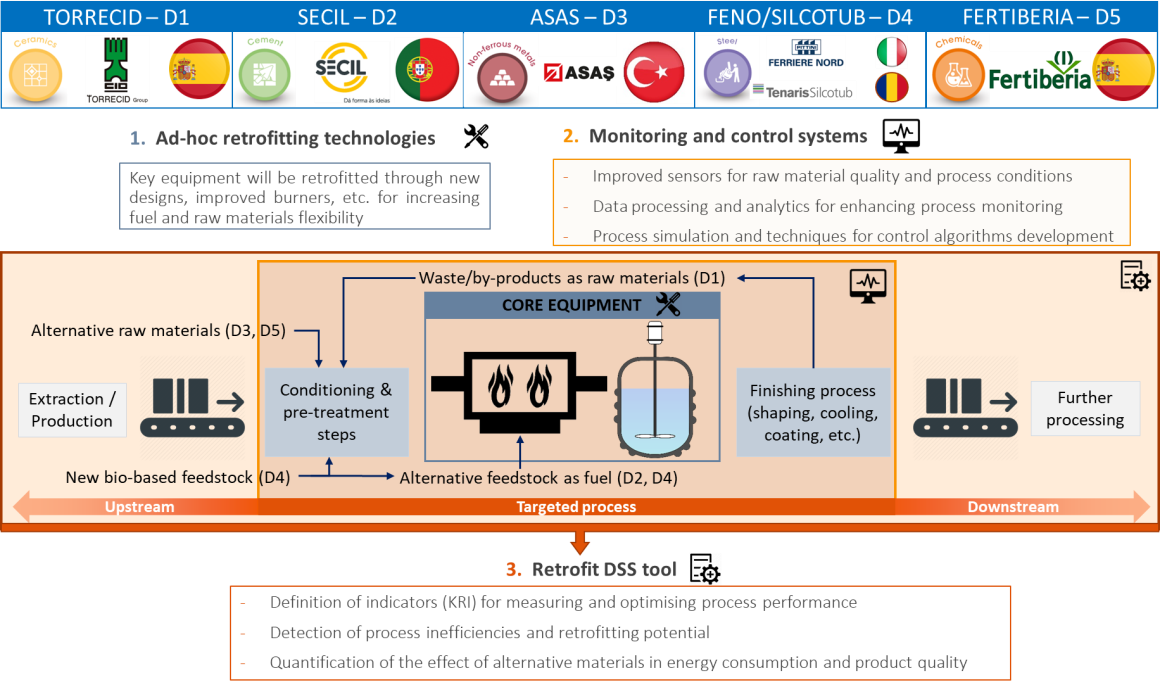 TORRECID – D1
SECIL – D2
ASAS – D3
FENO/SILCOTUB – D4
FERTIBERIA – D5
Ceramics
CID
TORRECID Group
Cement
SECIL
Dá forma às ideias
Non-ferrous metals
ASAŞ
Steel
PITTINI
FERRIERE NORD
TenarisSilcotub
Chemicals
Fertiberia
1. Ad-hoc retrofitting technologies
Key equipment will be retrofitted through new
designs, improved burners, etc. for increasing
fuel and raw materials flexibility
2. Monitoring and control systems
- Improved sensors for raw material quality and process conditions
- Data processing and analytics for enhancing process monitoring
- Process simulation and techniques for control algorithms development
Waste/by-products as raw materials (D1)
CORE EQUIPMENT
Alternative raw materials (D3, D5)
Extraction /
Production
Conditioning &
pre-treatment
steps
Finishing process
(shaping, cooling,
coating, etc.)
Further
processing
New bio-based feedstock (D4)
Alternative feedstock as fuel (D2, D4)
Upstream
Targeted process
Downstream
3. Retrofit DSS tool
- Definition of indicators (KRI) for measuring and optimising process performance
- Detection of process inefficiencies and retrofitting potential
- Quantification of the effect of alternative materials in energy consumption and product quality